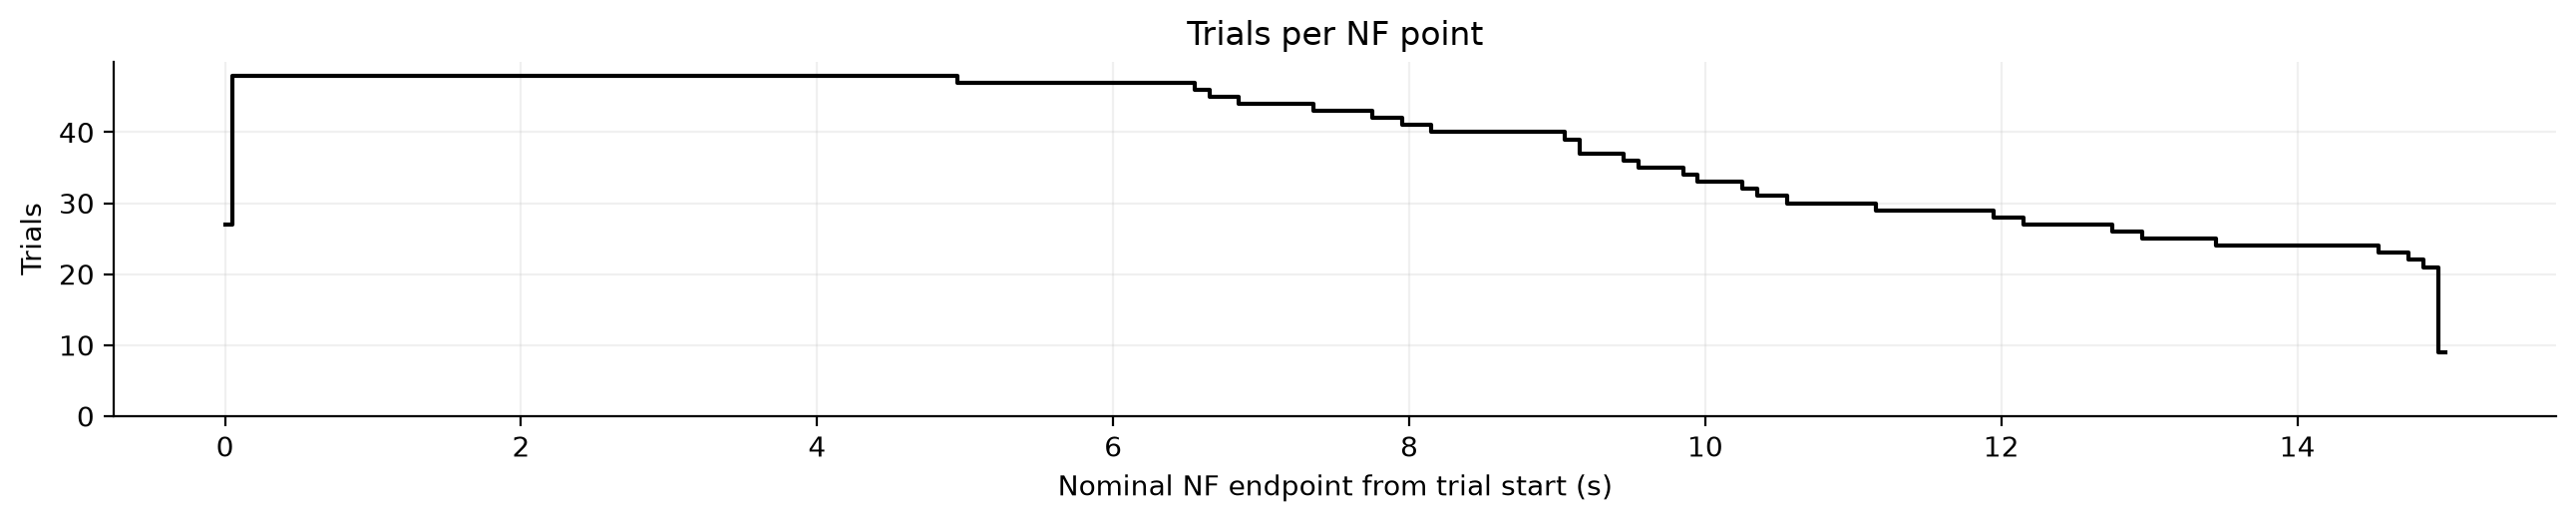 Trials per NF point
Trials
40
30
20
10
0
0 2 4 6 8 10 12 14
Nominal NF endpoint from trial start (s)